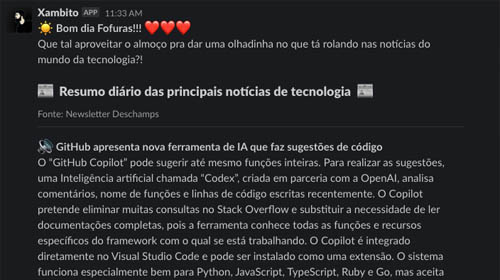 Xambito APP 11:33 AM
☀️ Bom dia Fofuras!!! ❤️❤️❤️
Que tal aproveitar o almoço pra dar uma olhadinha no que tá rolando nas notícias do
mundo da tecnologia?!
📰 Resumo diário das principais notícias de tecnologia 📰
Fonte: Newsletter Deschamps
🔊 GitHub apresenta nova ferramenta de IA que faz sugestões de código
O “GitHub Copilot” pode sugerir até mesmo funções inteiras. Para realizar as sugestões,
uma Inteligência artificial chamada “Codex”, criada em parceria com a OpenAI, analisa
comentários, nome de funções e linhas de código escritas recentemente. O Copilot
pretende eliminar muitas consultas no Stack Overflow e substituir a necessidade de ler
documentações completas, pois a ferramenta conhece todas as funções e recursos
específicos do framework com o qual se está trabalhando. O Copilot é integrado
diretamente no Visual Studio Code e pode ser instalado como uma extensão. O sistema
funciona especialmente bem para Python, JavaScript, TypeScript, Ruby e Go, mas aceita